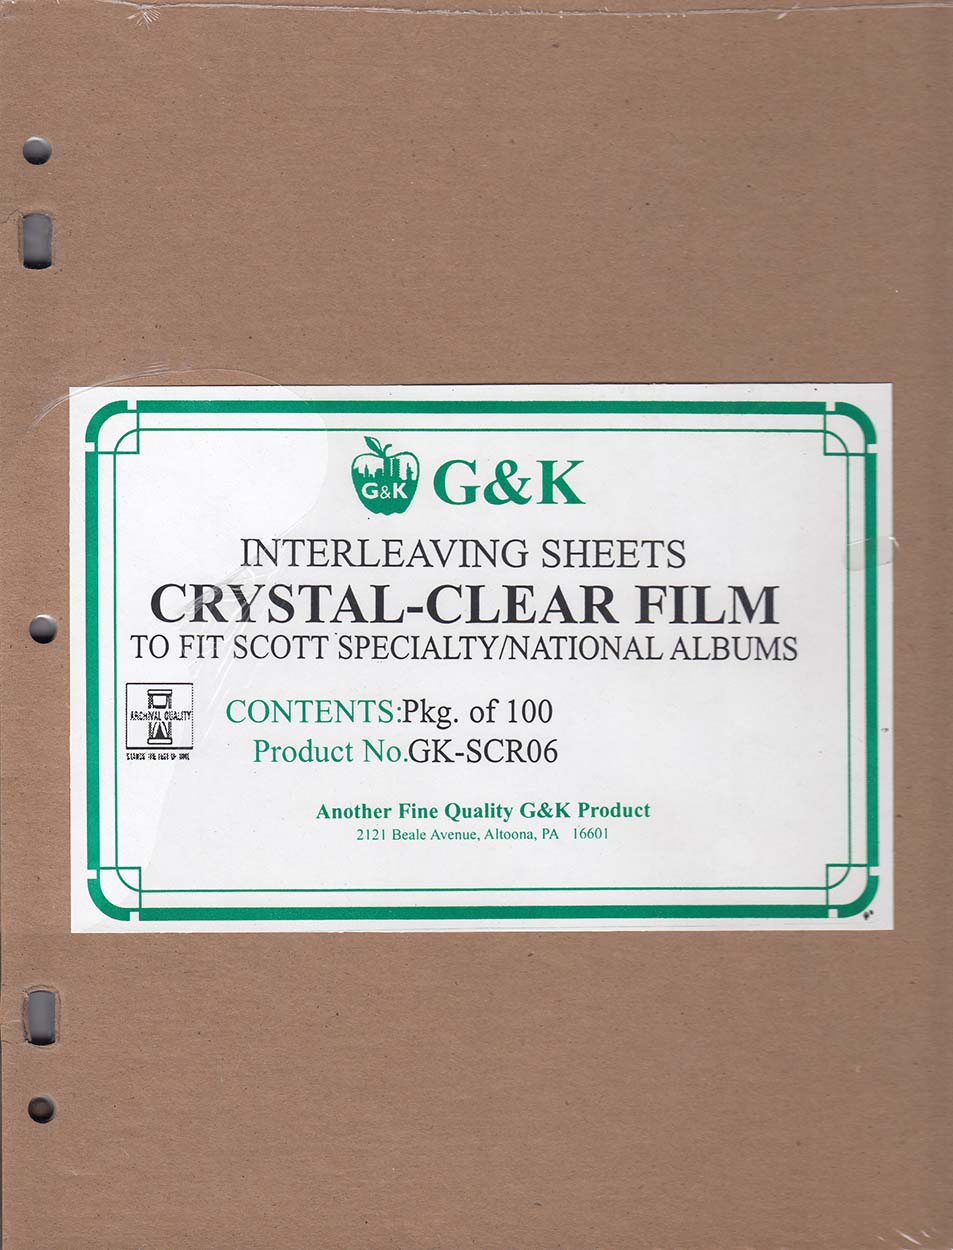 G&K G&K
INTERLEAVING SHEETS
CRYSTAL-CLEAR FILM
TO FIT SCOTT SPECIALTY/NATIONAL ALBUMS
ARCHIVAL QUALITY
CONTENTS:Pkg. of 100
Product No.GK-SCR06
Another Fine Quality G&K Product
2121 Beale Avenue, Altoona, PA 16601